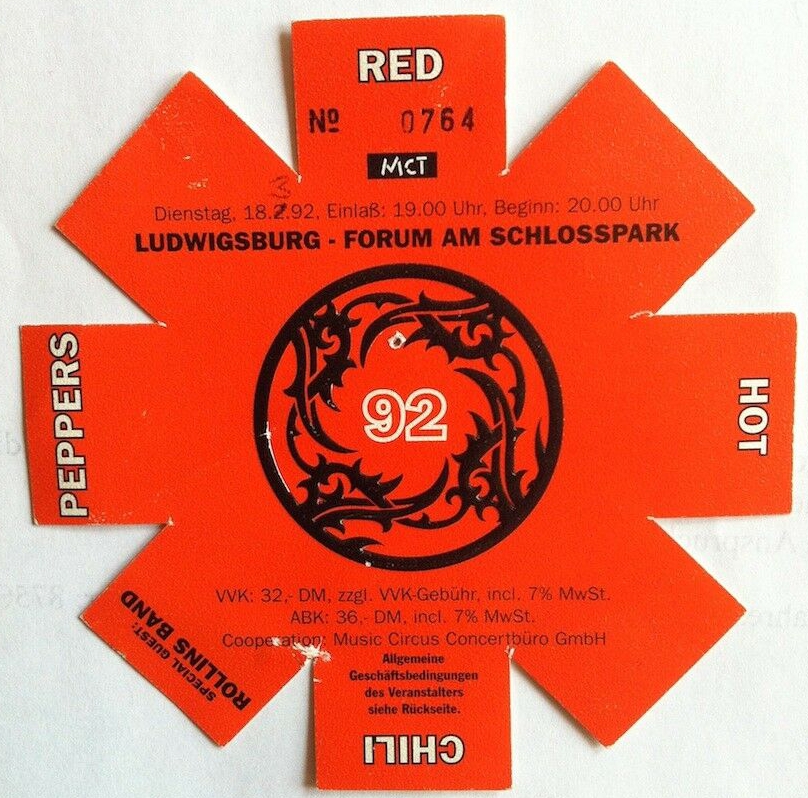 RED
Nº 0764
MCT
Dienstag, 18.2.92, Einlaß: 19.00 Uhr, Beginn: 20.00 Uhr
LUDWIGSBURG - FORUM AM SCHLOSSPARK
HOT
92
PEPPERS
VVK: 32,- DM, zzgl. VVK-Gebühr, incl. 7% MwSt.
ABK: 36,- DM, incl. 7% MwSt.
Cooperation: Music Circus Concertbüro GmbH
SPECIAL GUEST:
ROLLINS BAND
Allgemeine
Geschäftsbedingungen
des Veranstalters
siehe Rückseite.
CHILI